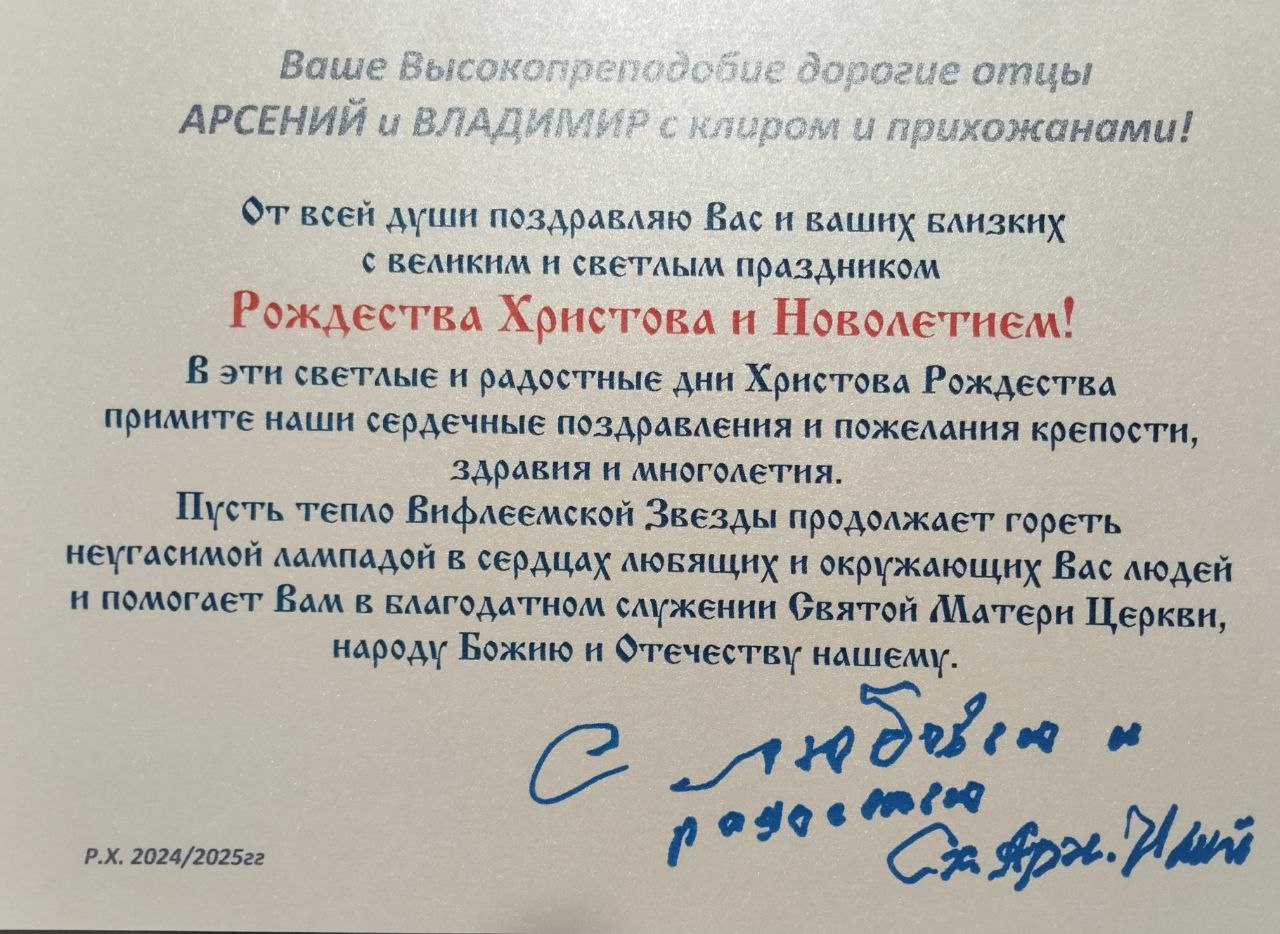 Ваше Высокопреподобие дорогие отцы
АРСЕНИЙ и ВЛАДИМИР с клиром и прихожанами!
От всей души поздравляю Вас и ваших близких
с великим и светлым праздником
Рождества Христова и Новолетием!
В эти светлые и радостные дни Христова Рождества
примите наши сердечные поздравления и пожелания крепости,
здравия и многолетия.
Пусть тепло Вифлеемской Звезды продолжает гореть
неугасимой лампадой в сердцах любящих и окружающих Вас людей
и помогает Вам в благодатном служении Святой Матери Церкви,
народу Божию и Отечеству нашему.
С любовью и
радостью
Сх. Арх.
Р.Х. 2024/2025гг